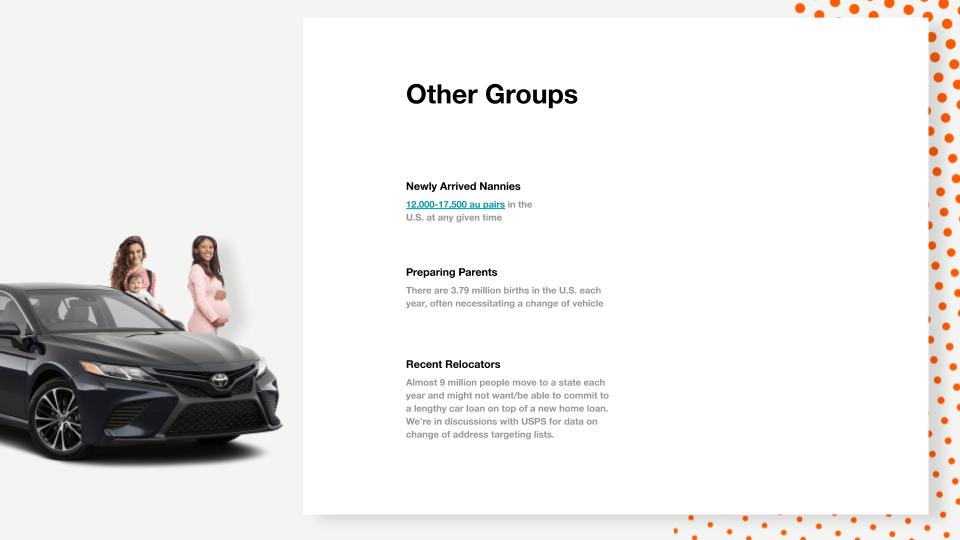 Other Groups
Newly Arrived Nannies
12,000-17,500 au pairs in the
U.S. at any given time
Preparing Parents
There are 3.79 million births in the U.S. each
year, often necessitating a change of vehicle
Recent Relocators
Almost 9 million people move to a state each
year and might not want/be able to commit to
a lengthy car loan on top of a new home loan.
We're in discussions with USPS for data on
change of address targeting lists.